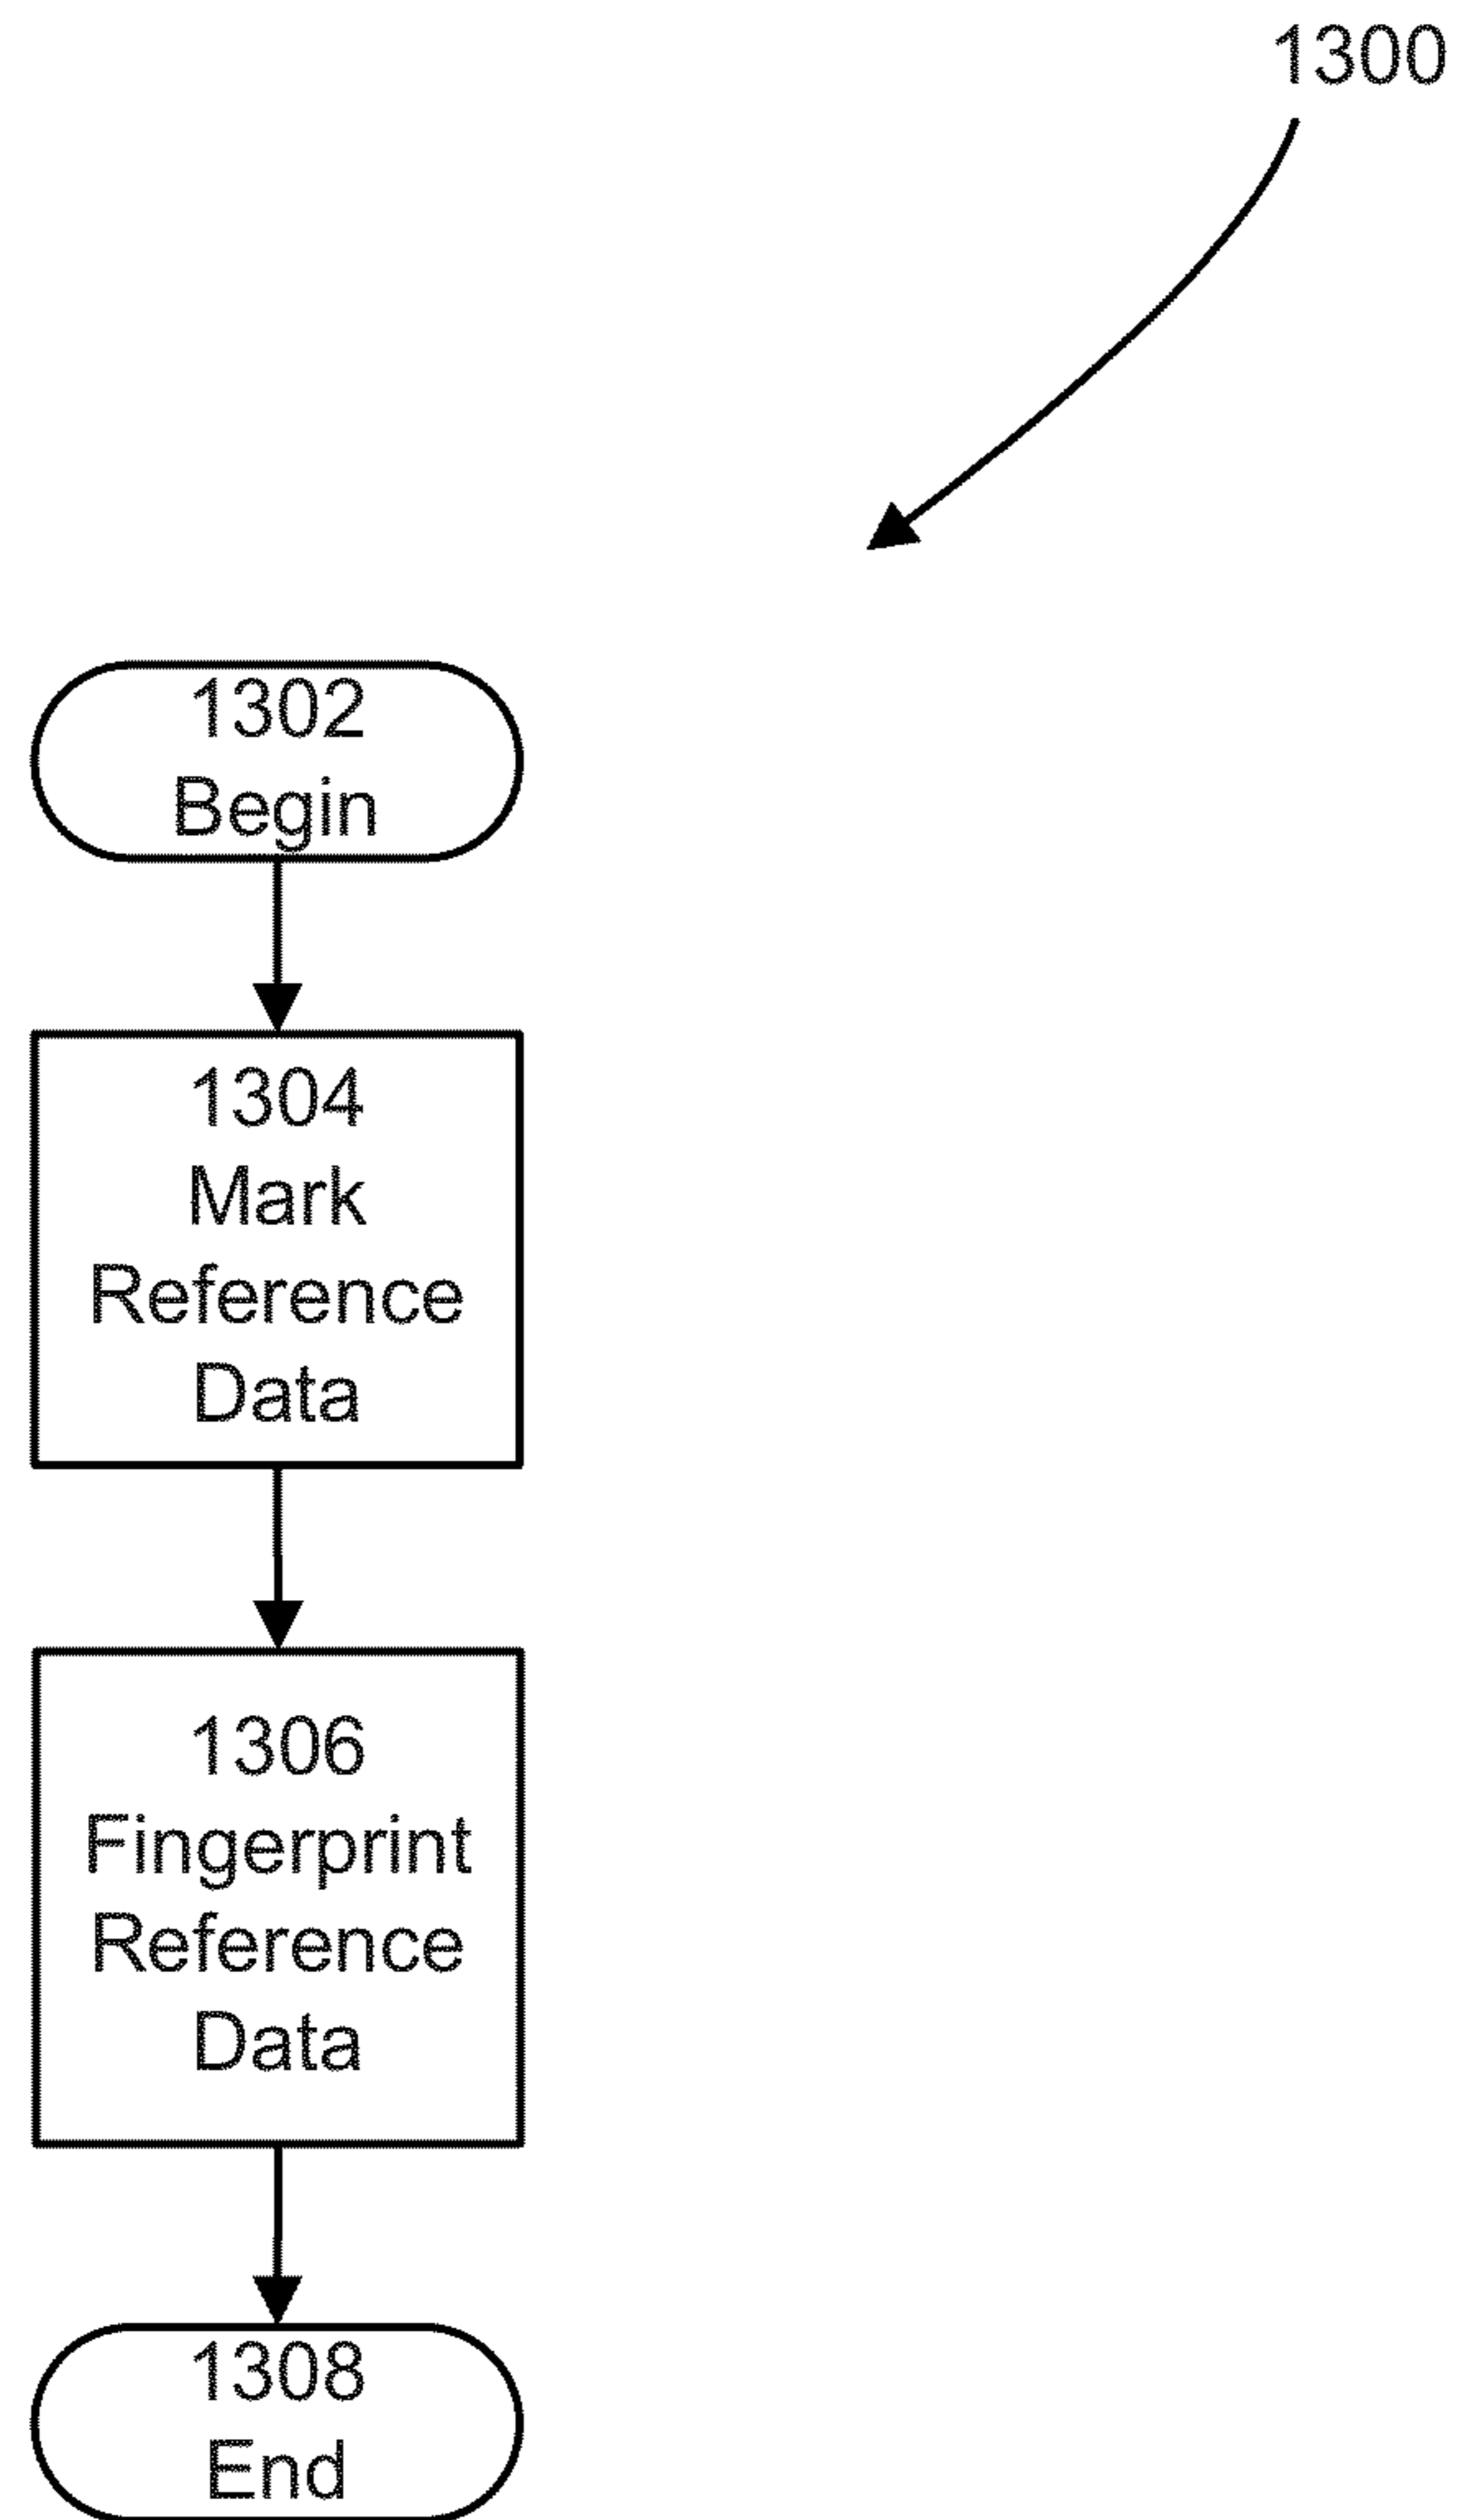 1300
1302
Begin
1304
Mark
Reference
Data
1306
Fingerprint
Reference
Data
1308
End